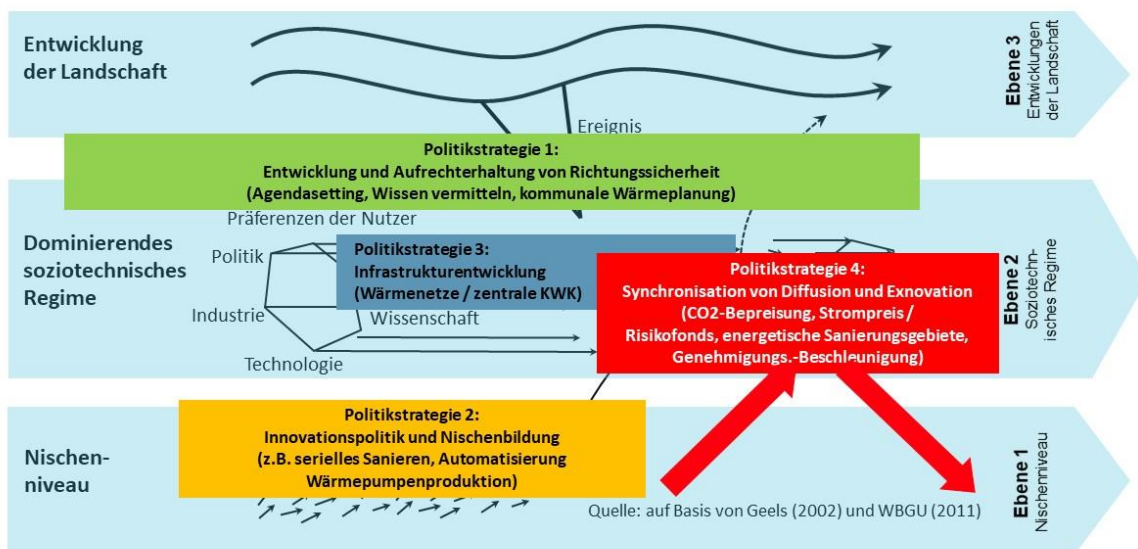 Entwicklung
der Landschaft
Ereignis
Ebene 3
Entwicklungen
der Landschaft
Politikstrategie 1:
Entwicklung und Aufrechterhaltung von Richtungssicherheit
(Agendasetting, Wissen vermitteln, kommunale Wärmeplanung)
Präferenzen der Nutzer
Dominierendes
soziotechnisches
Regime
Politik
Industrie
Wissenschaft
Technologie
Politikstrategie 3:
Infrastrukturentwicklung
(Wärmenetze / zentrale KWK)
Politikstrategie 4:
Synchronisation von Diffusion und Exnovation
(CO2-Bepreisung, Strompreis /
Risikofonds, energetische Sanierungsgebiete,
Genehmigungs.-Beschleunigung)
Ebene 2
Soziotechn-
isches Regime
Politikstrategie 2:
Innovationspolitik und Nischenbildung
(z.B. serielles Sanieren, Automatisierung
Wärmepumpenproduktion)
Nischen-
niveau
Quelle: auf Basis von Geels (2002) und WBGU (2011)
Ebene 1
Nischenniveau